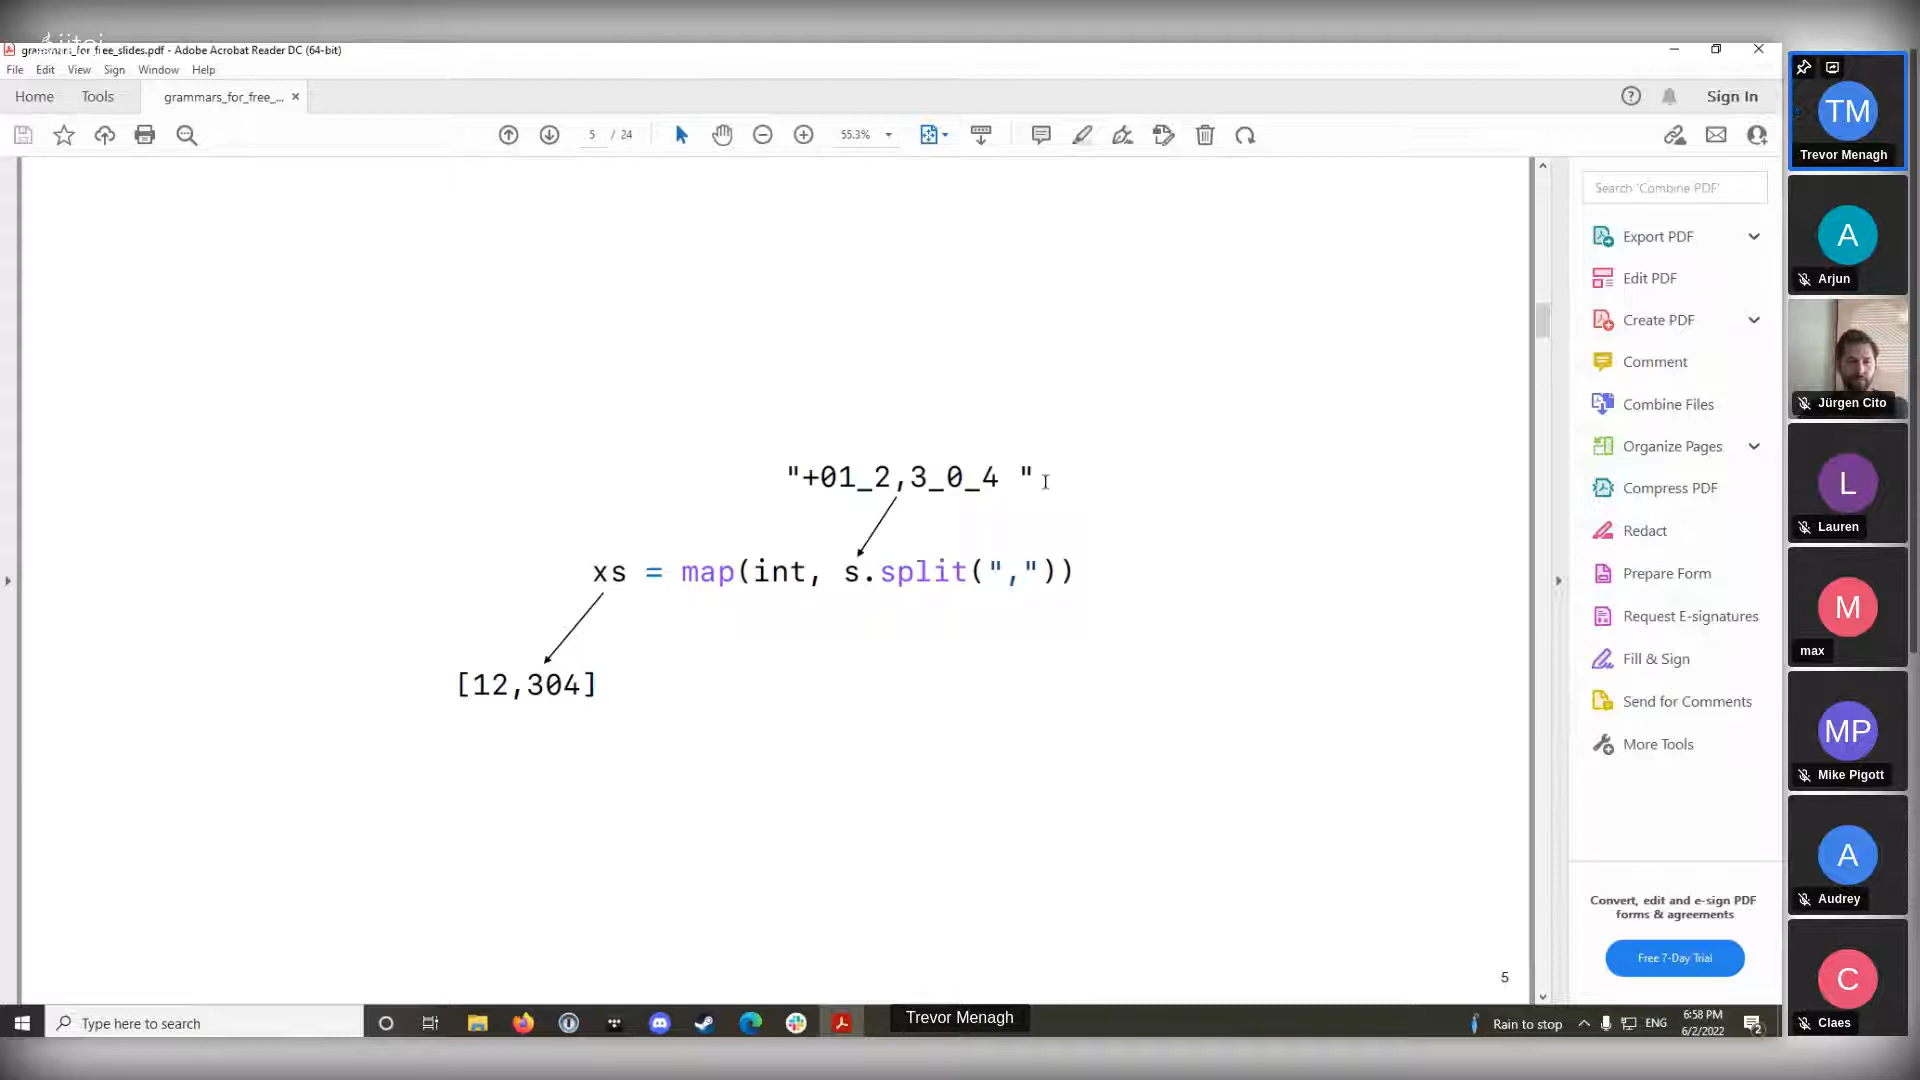 jitsi
grammars_for_free_slides.pdf - Adobe Acrobat Reader DC (64-bit)
File Edit View Sign Window Help
Home Tools grammars_for_free_... ×
Sign In
5 / 24
55.3%
"+01_2,3_0_4 "
xs = map(int, s.split(","))
[12,304]
5
Search 'Combine PDF'
Export PDF
Edit PDF
Create PDF
Comment
Combine Files
Organize Pages
Compress PDF
Redact
Prepare Form
Request E-signatures
Fill & Sign
Send for Comments
More Tools
Convert, edit and e-sign PDF
forms & agreements
Free 7-Day Trial
TM
Trevor Menagh
A
Arjun
Jürgen Cito
L
Lauren
M
max
MP
Mike Pigott
A
Audrey
C
Claes
Type here to search
Trevor Menagh
Rain to stop
ENG
6:58 PM
6/2/2022
2